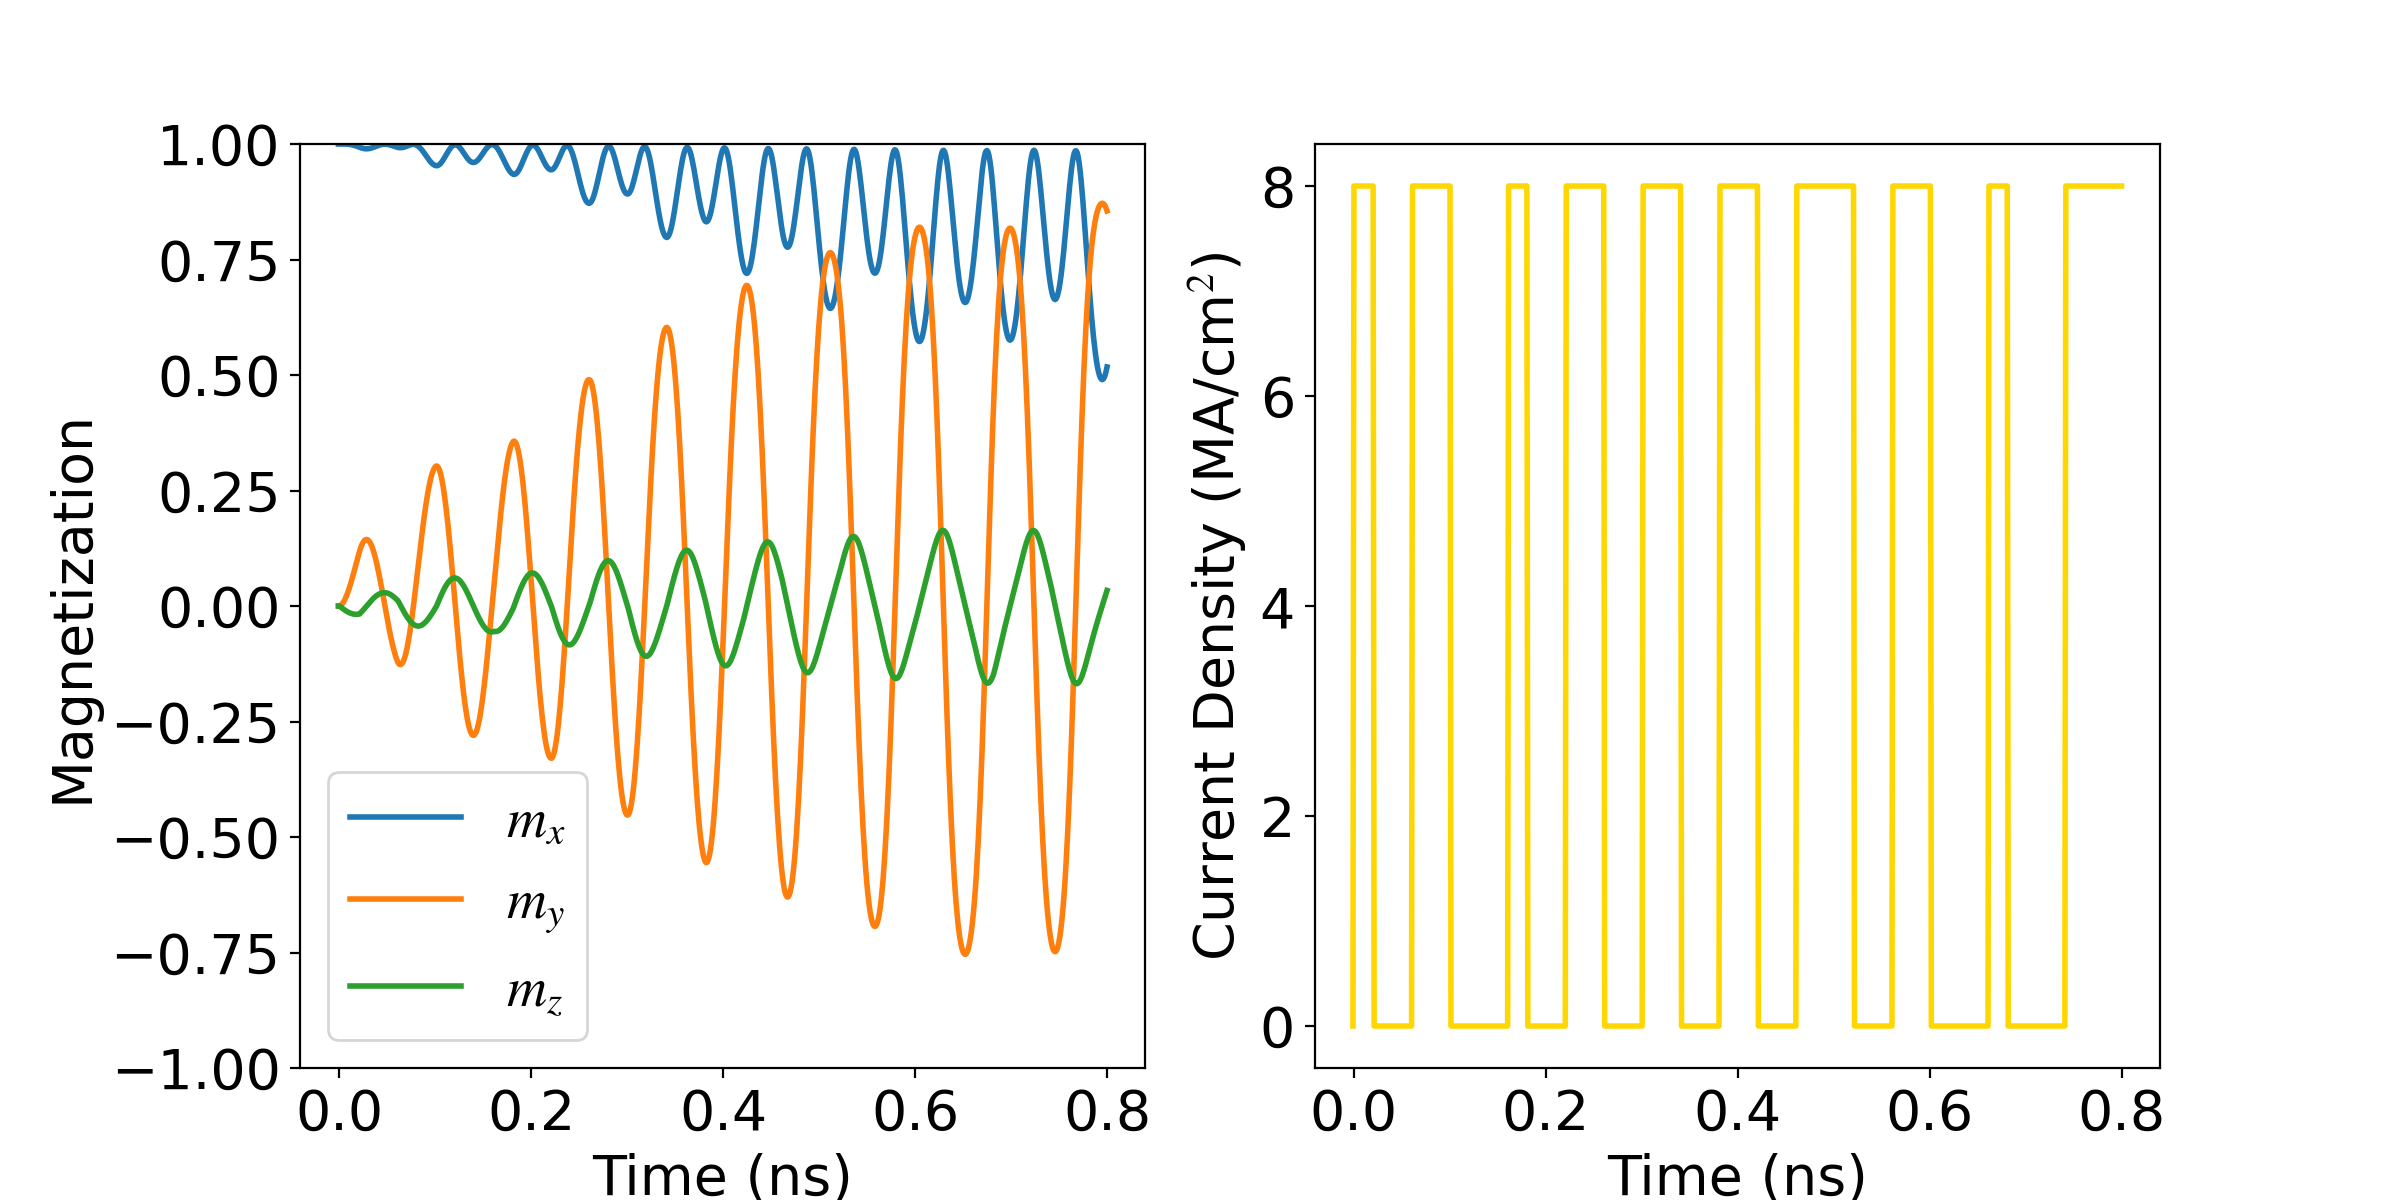 1.00
0.75
0.50
0.25
0.00
−0.25
−0.50
−0.75
−1.00
Magnetization
m_x
m_y
m_z
0.0 0.2 0.4 0.6 0.8
Time (ns)
8
6
4
2
0
Current Density (MA/cm²)
0.0 0.2 0.4 0.6 0.8
Time (ns)